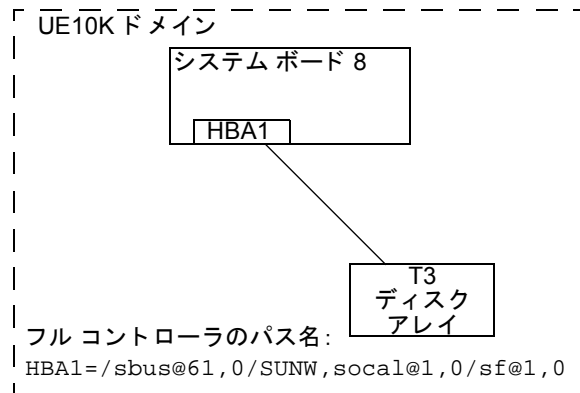 UE10K ドメイン
システム ボード 8
HBA1
T3
ディスク
アレイ
フル コントローラのパス名:
HBA1=/sbus@61,0/SUNW,socal@1,0/sf@1,0